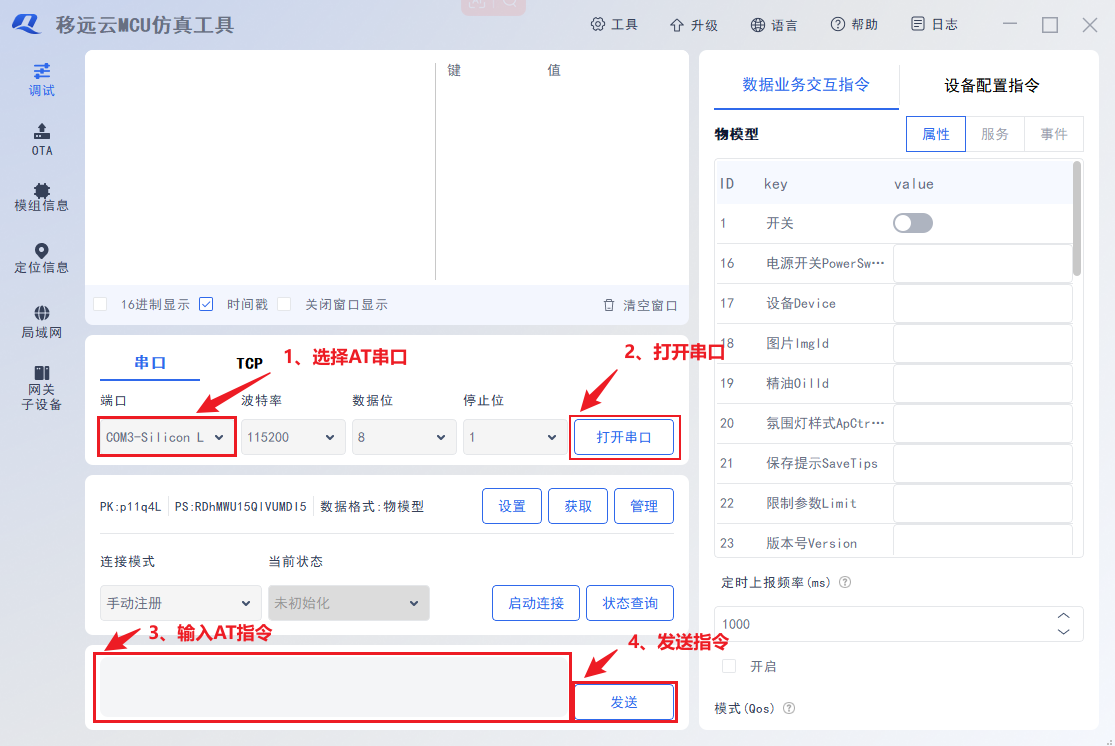 移远云MCU仿真工具
工具
升级
语言
帮助
日志
调试
OTA
模组信息
定位信息
局域网
网关
子设备
键
值
16进制显示
时间戳
关闭窗口显示
清空窗口
串口
TCP
1、选择AT串口
2、打开串口
端口
波特率
数据位
停止位
COM3-Silicon L
115200
8
1
打开串口
PK:p11q4L
PS:RDhMWU15QlVUMDI5
数据格式:物模型
设置
获取
管理
连接模式
当前状态
手动注册
未初始化
启动连接
状态查询
3、输入AT指令
4、发送指令
发送
数据业务交互指令
设备配置指令
物模型
属性
服务
事件
ID key value
1 开关
16 电源开关PowerSw…
17 设备Device
18 图片ImgId
19 精油OilId
20 氛围灯样式ApCtr…
21 保存提示SaveTips
22 限制参数Limit
23 版本号Version
定时上报频率(ms) ?
1000
开启
模式(Qos) ?